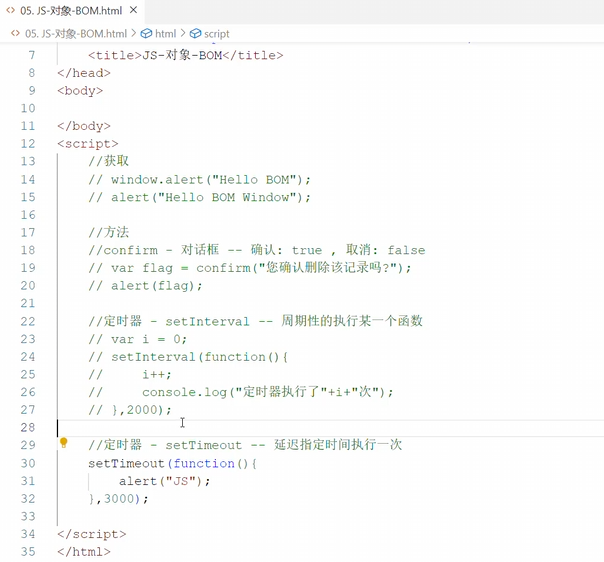 05. JS-对象-BOM.html
05. JS-对象-BOM.html > html > script
7 <title>JS-对象-BOM</title>
8 </head>
9 <body>
10
11 </body>
12 <script>
13 //获取
14 // window.alert("Hello BOM");
15 // alert("Hello BOM Window");
16
17 //方法
18 //confirm - 对话框 -- 确认: true , 取消: false
19 // var flag = confirm("您确认删除该记录吗?");
20 // alert(flag);
21
22 //定时器 - setInterval -- 周期性的执行某一个函数
23 // var i = 0;
24 // setInterval(function(){
25 //     i++;
26 //     console.log("定时器执行了"+i+"次");
27 // },2000);
28
29 //定时器 - setTimeout -- 延迟指定时间执行一次
30 setTimeout(function(){
31     alert("JS");
32 },3000);
33
34 </script>
35 </html>